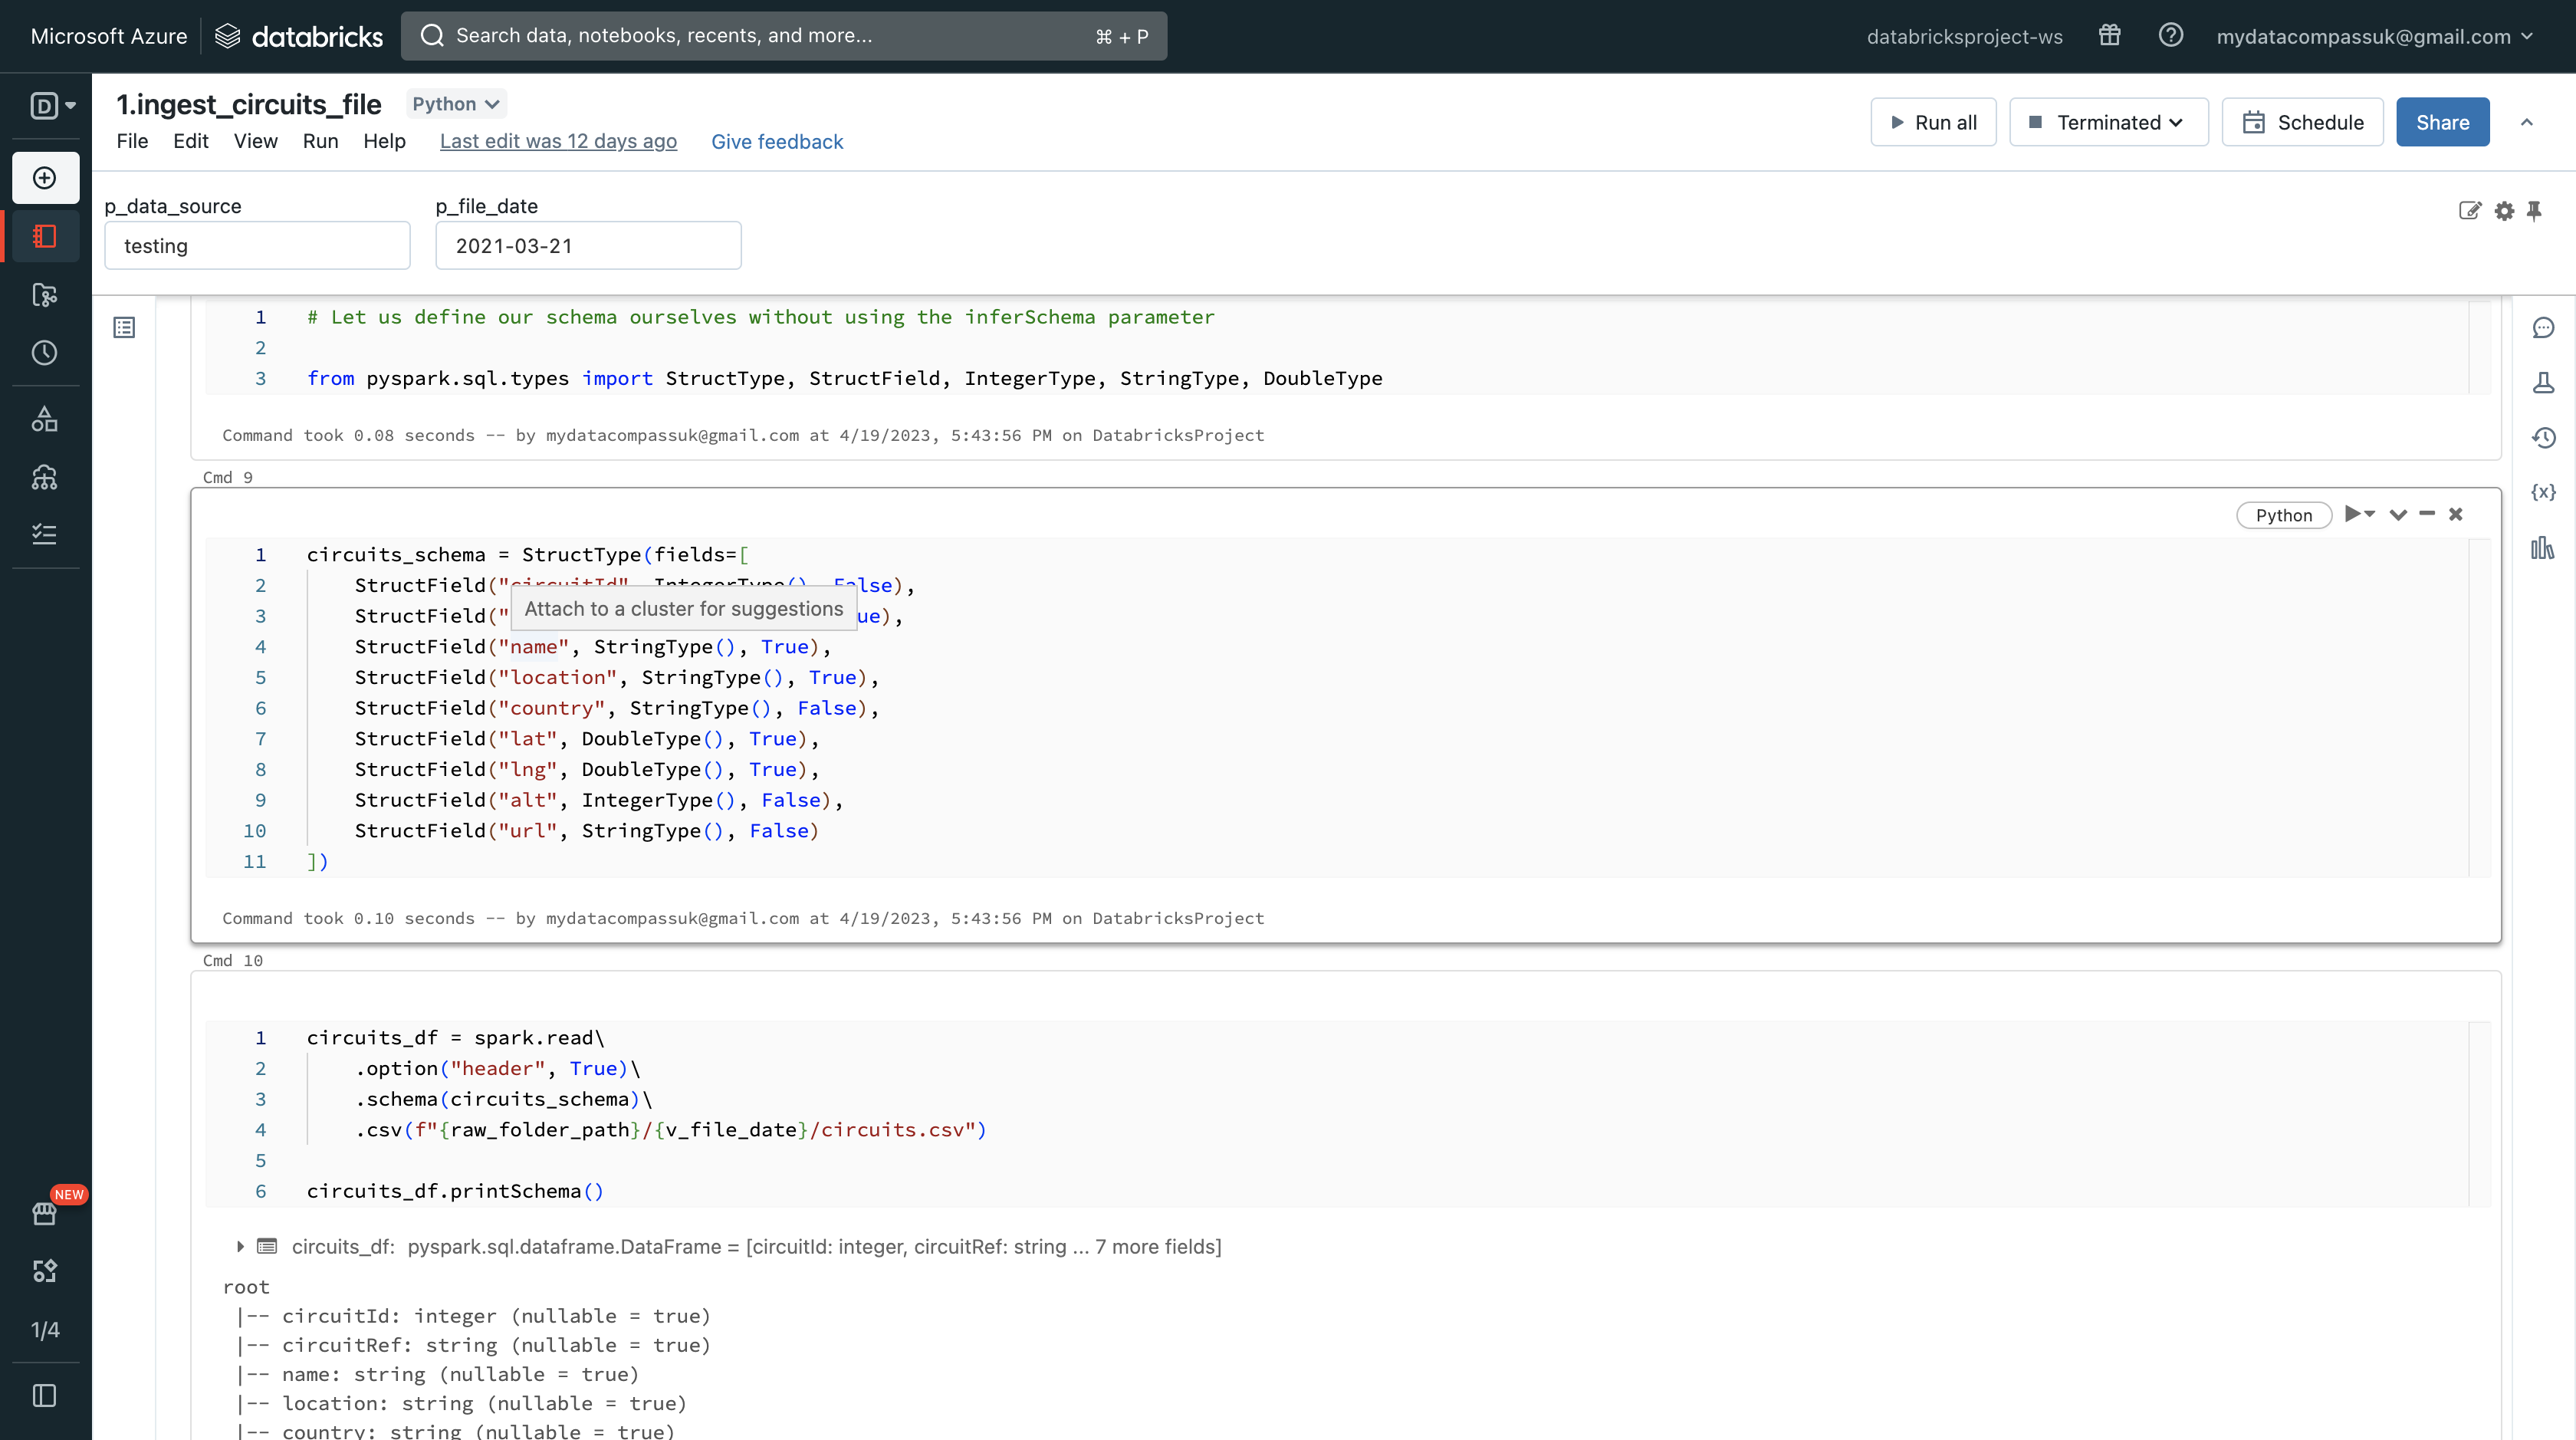 Microsoft Azure databricks Search data, notebooks, recents, and more... ⌘ + P databricksproject-ws mydatacompassuk@gmail.com
D
1.ingest_circuits_file Python
File Edit View Run Help Last edit was 12 days ago Give feedback
Run all Terminated Schedule Share
p_data_source p_file_date
testing 2021-03-21
1 # Let us define our schema ourselves without using the inferSchema parameter
2
3 from pyspark.sql.types import StructType, StructField, IntegerType, StringType, DoubleType
Command took 0.08 seconds -- by mydatacompassuk@gmail.com at 4/19/2023, 5:43:56 PM on DatabricksProject
Cmd 9
Python
{x}
1 circuits_schema = StructType(fields=[
2 StructField("circuitId", IntegerType(), False),
Attach to a cluster for suggestions
3 StructField(" ue),
4 StructField("name", StringType(), True),
5 StructField("location", StringType(), True),
6 StructField("country", StringType(), False),
7 StructField("lat", DoubleType(), True),
8 StructField("lng", DoubleType(), True),
9 StructField("alt", IntegerType(), False),
10 StructField("url", StringType(), False)
11 ])
Command took 0.10 seconds -- by mydatacompassuk@gmail.com at 4/19/2023, 5:43:56 PM on DatabricksProject
Cmd 10
1 circuits_df = spark.read\
2 .option("header", True)\
3 .schema(circuits_schema)\
4 .csv(f"{raw_folder_path}/{v_file_date}/circuits.csv")
5
6 circuits_df.printSchema()
NEW
circuits_df: pyspark.sql.dataframe.DataFrame = [circuitId: integer, circuitRef: string ... 7 more fields]
root
|-- circuitId: integer (nullable = true)
1/4
|-- circuitRef: string (nullable = true)
|-- name: string (nullable = true)
|-- location: string (nullable = true)
|-- country: string (nullable = true)